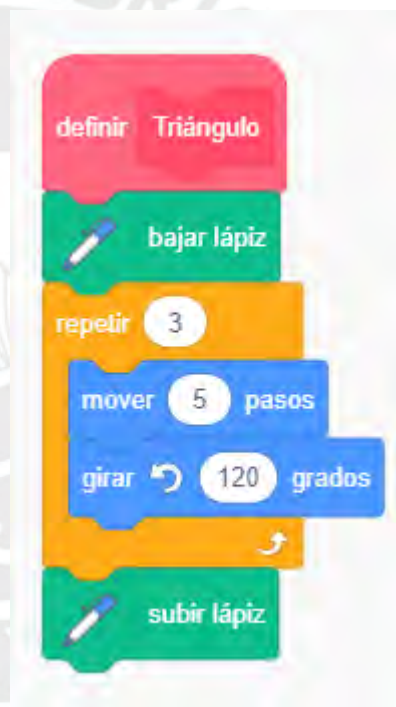 definir Triángulo
bajar lápiz
repetir 3
mover 5 pasos
girar 120 grados
subir lápiz